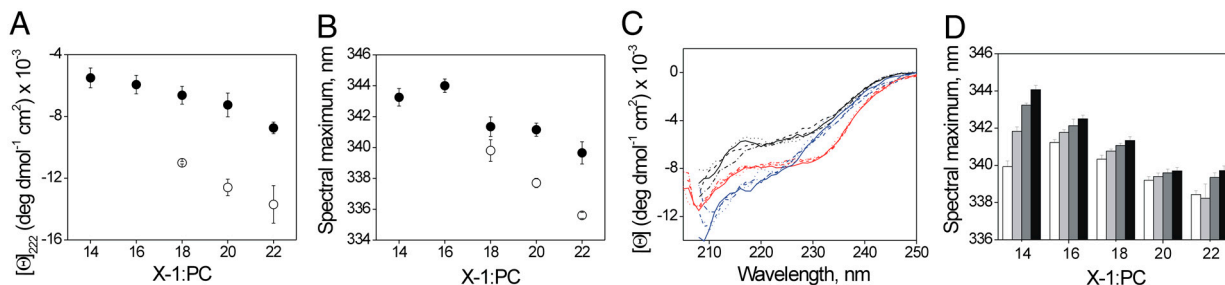 A
[Θ]222 (deg dmol-1 cm2) x 10-3
-4
-8
-12
-16
14 16 18 20 22
X-1:PC
B
Spectral maximum, nm
346
344
342
340
338
336
334
14 16 18 20 22
X-1:PC
C
[Θ] (deg dmol-1 cm2) x 10-3
0
-4
-8
-12
210 220 230 240 250
Wavelength, nm
D
Spectral maximum, nm
346
344
342
340
338
336
14 16 18 20 22
X-1:PC